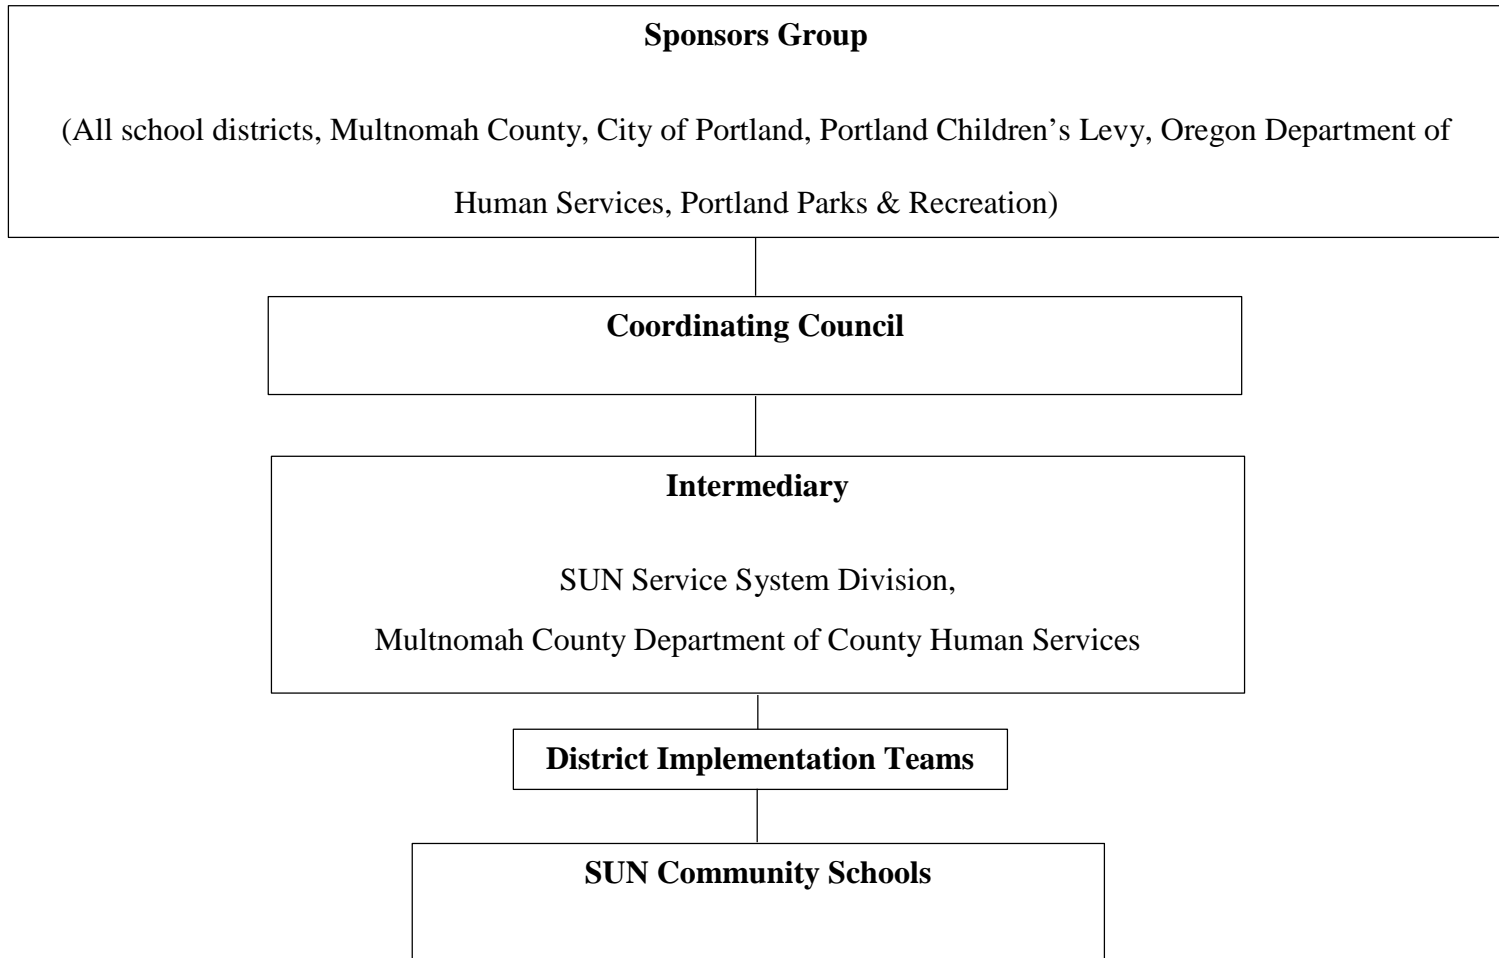 Sponsors Group
(All school districts, Multnomah County, City of Portland, Portland Children’s Levy, Oregon Department of
Human Services, Portland Parks & Recreation)
Coordinating Council
Intermediary
SUN Service System Division,
Multnomah County Department of County Human Services
District Implementation Teams
SUN Community Schools